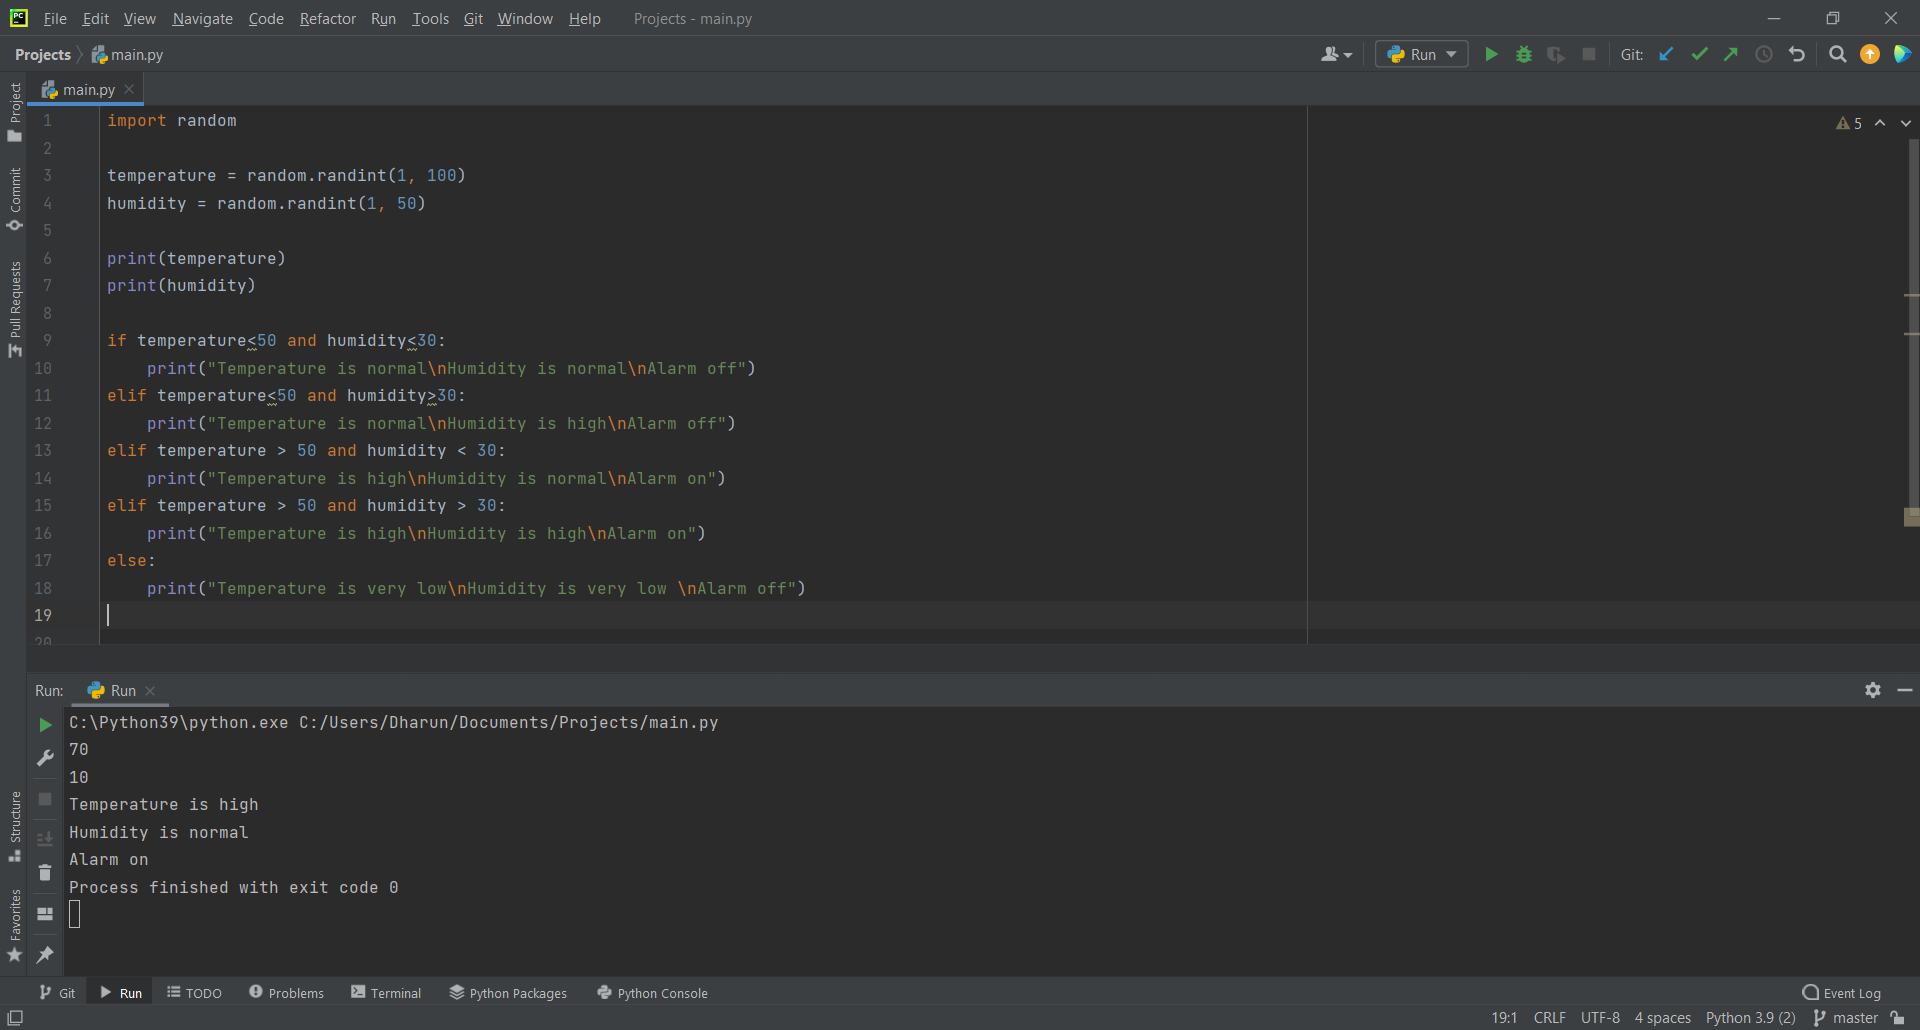 PC File Edit View Navigate Code Refactor Run Tools Git Window Help Projects - main.py
Projects main.py Run Git:
main.py
Project
Commit
Pull Requests
5
1 import random
2
3 temperature = random.randint(1, 100)
4 humidity = random.randint(1, 50)
5
6 print(temperature)
7 print(humidity)
8
9 if temperature<50 and humidity<30:
10     print("Temperature is normal\nHumidity is normal\nAlarm off")
11 elif temperature<50 and humidity>30:
12     print("Temperature is normal\nHumidity is high\nAlarm off")
13 elif temperature > 50 and humidity < 30:
14     print("Temperature is high\nHumidity is normal\nAlarm on")
15 elif temperature > 50 and humidity > 30:
16     print("Temperature is high\nHumidity is high\nAlarm on")
17 else:
18     print("Temperature is very low\nHumidity is very low \nAlarm off")
19
20
Run: Run
C:\Python39\python.exe C:/Users/Dharun/Documents/Projects/main.py
70
10
Temperature is high
Humidity is normal
Alarm on
Process finished with exit code 0
Structure
Favorites
Git Run TODO Problems Terminal Python Packages Python Console Event Log
19:1 CRLF UTF-8 4 spaces Python 3.9 (2) master